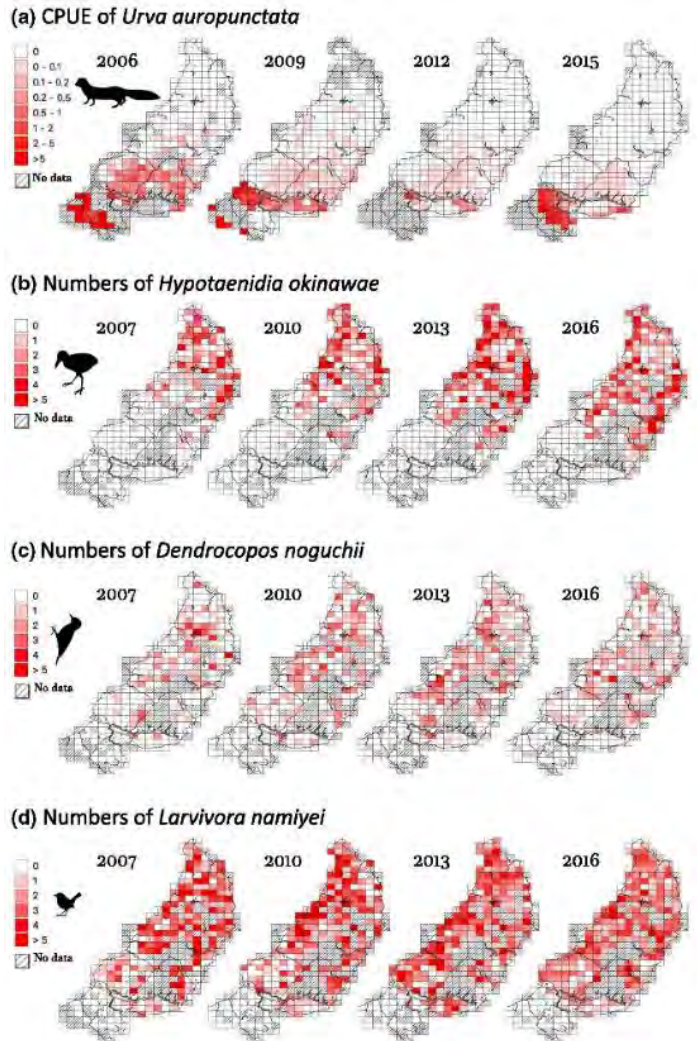 (a) CPUE of Urva auropunctata
2006 2009 2012 2015
0
0 - 0.1
0.1 - 0.2
0.2 - 0.5
0.5 - 1
1 - 2
2 - 5
>5
No data
(b) Numbers of Hypotaenidia okinawae
2007 2010 2013 2016
0
1
2
3
4
> 5
No data
(c) Numbers of Dendrocopos noguchii
2007 2010 2013 2016
0
1
2
3
4
> 5
No data
(d) Numbers of Larvivora namiyei
2007 2010 2013 2016
0
1
2
3
4
> 5
No data